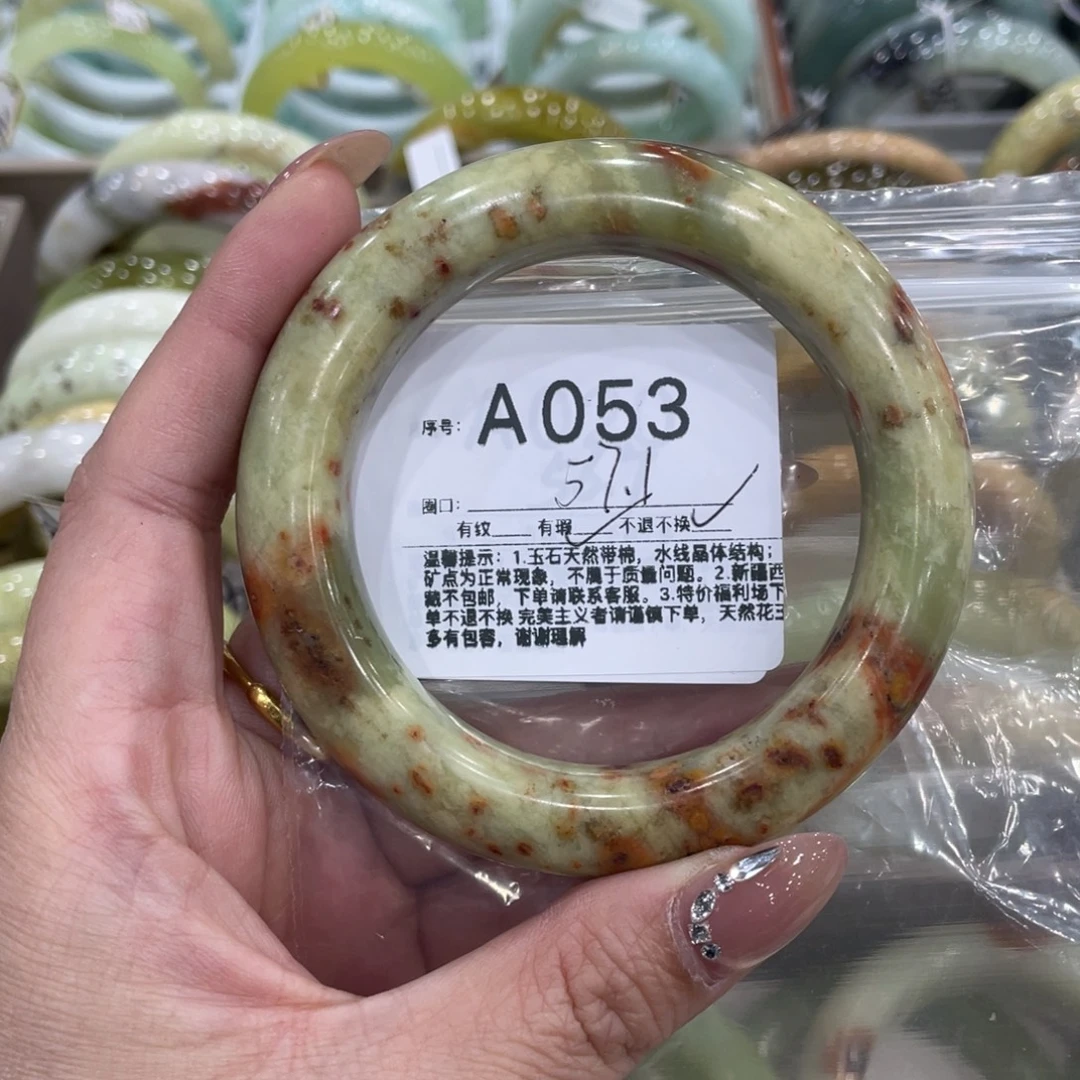 序号: A053
圈口: 57.1
有纹____ 有瑕____ 不退不换____
温馨提示：1.玉石天然带棉，水线晶体结构；
矿点为正常现象，不属于质量问题。2.新疆西
藏不包邮，下单请联系客服。3.特价福利场下
单不退不换 完美主义者请谨慎下单，天然花玉
多有包容，谢谢理解